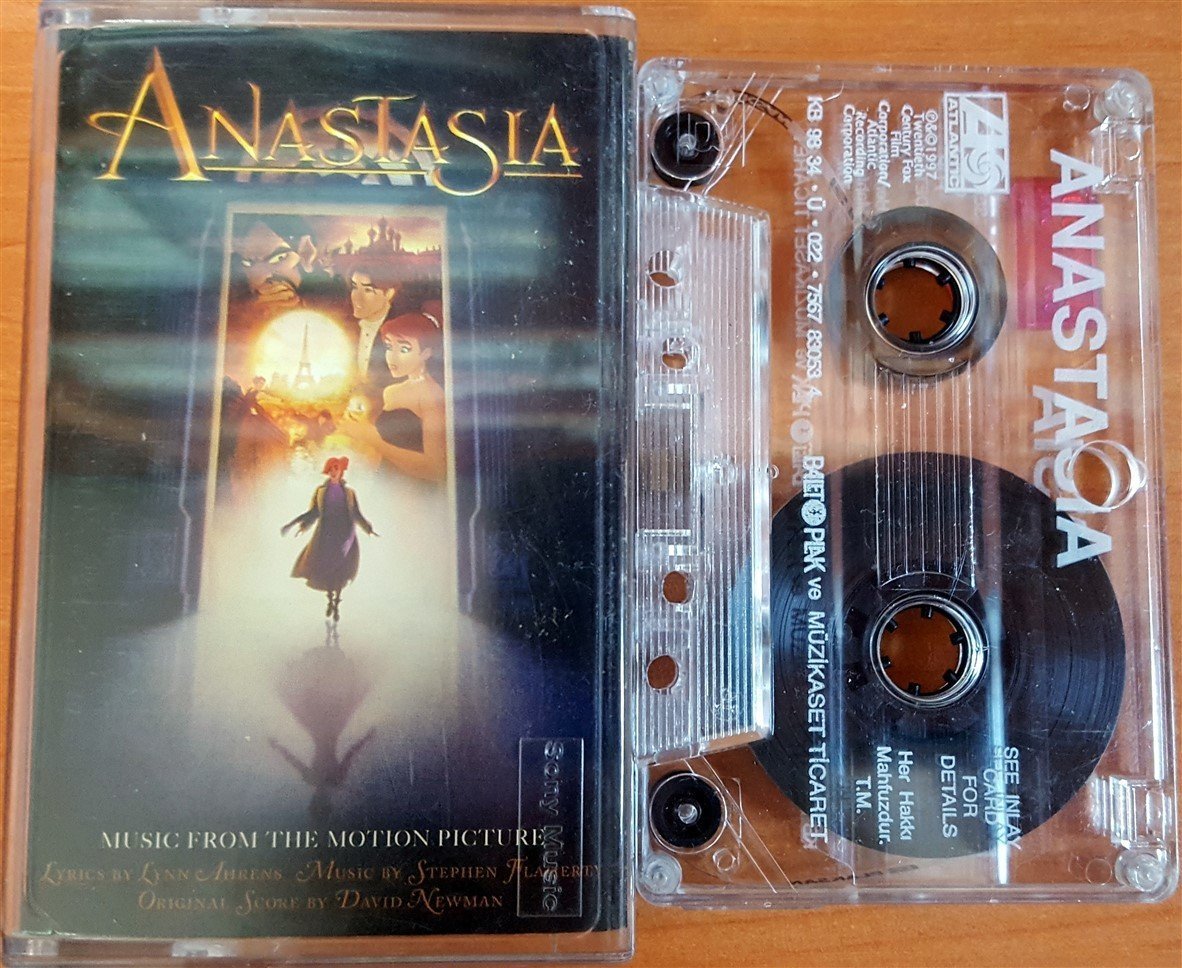 ANASTASIA
MUSIC FROM THE MOTION PICTURE
LYRICS BY LYNN AHRENS MUSIC BY STEPHEN FLAHERTY
ORIGINAL SCORE BY DAVID NEWMAN
Sony Music
ANASTASIA
ATLANTIC
℗&©1997
Twentieth
Century Fox
Film
Corporation/
Atlantic
Recording
Corporation
KB 98 34 · Ü · 022 · 7567 83053 4
PLAK ve MÜZİKASET TİCARET
SEE INLAY
CARD
FOR
DETAILS
Her Hakkı
Mahfuzdur.
T.M.